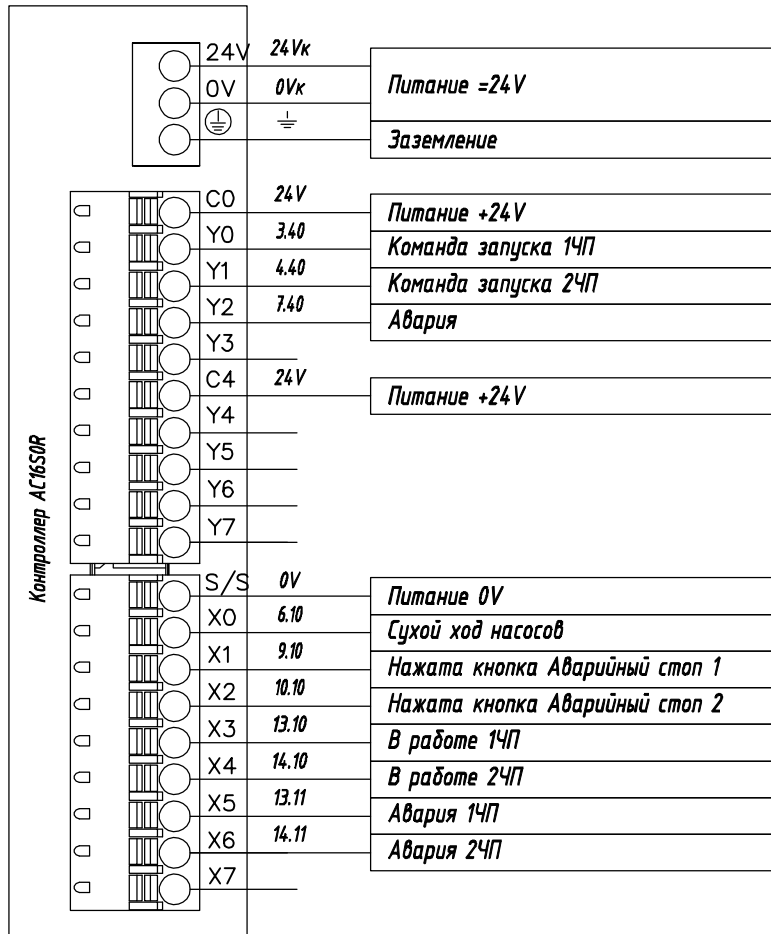 24V 24Vк
Питание =24V
0V 0Vк
Заземление
C0 24V Питание +24V
Y0 3.40 Команда запуска 1ЧП
Y1 4.40 Команда запуска 2ЧП
Y2 7.40 Авария
Y3
C4 24V Питание +24V
Y4
Y5
Y6
Y7
Контроллер AC16S0R
S/S 0V Питание 0V
X0 6.10 Сухой ход насосов
X1 9.10 Нажата кнопка Аварийный стоп 1
X2 10.10 Нажата кнопка Аварийный стоп 2
X3 13.10 В работе 1ЧП
X4 14.10 В работе 2ЧП
X5 13.11 Авария 1ЧП
X6 14.11 Авария 2ЧП
X7